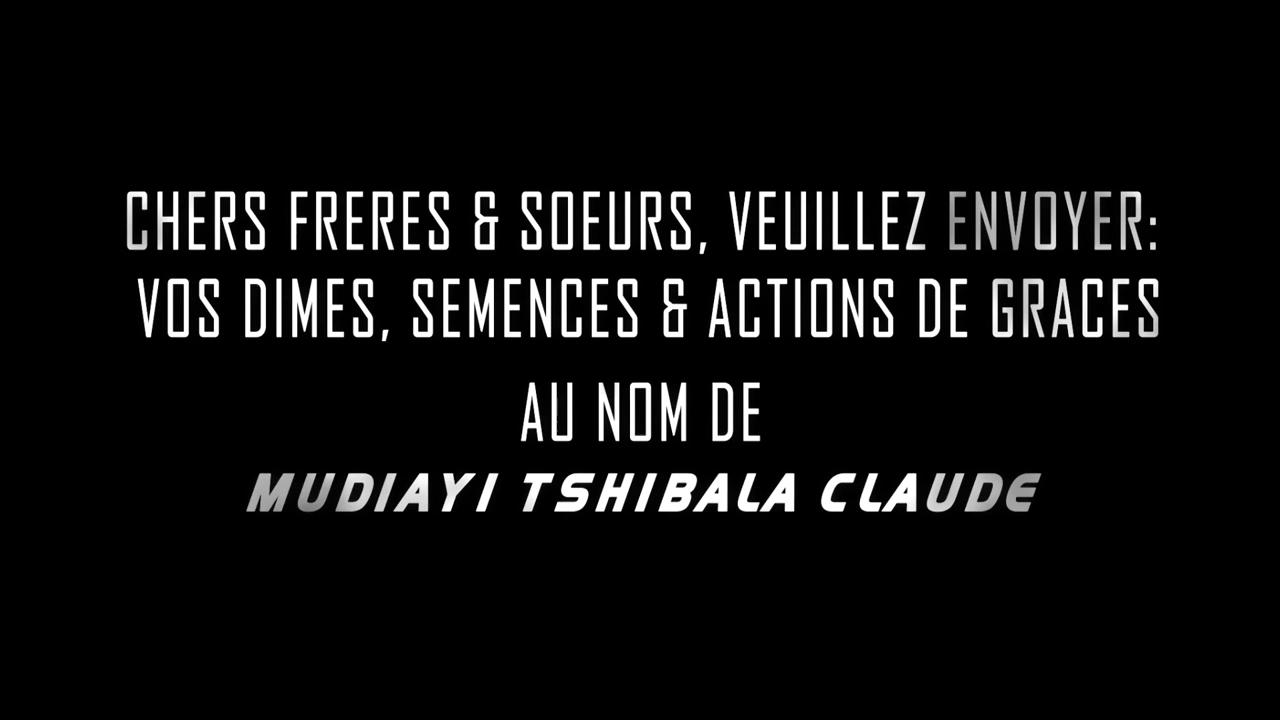 CHERS FRERES & SOEURS, VEUILLEZ ENVOYER:
VOS DIMES, SEMENCES & ACTIONS DE GRACES
AU NOM DE
MUDIAYI TSHIBALA CLAUDE